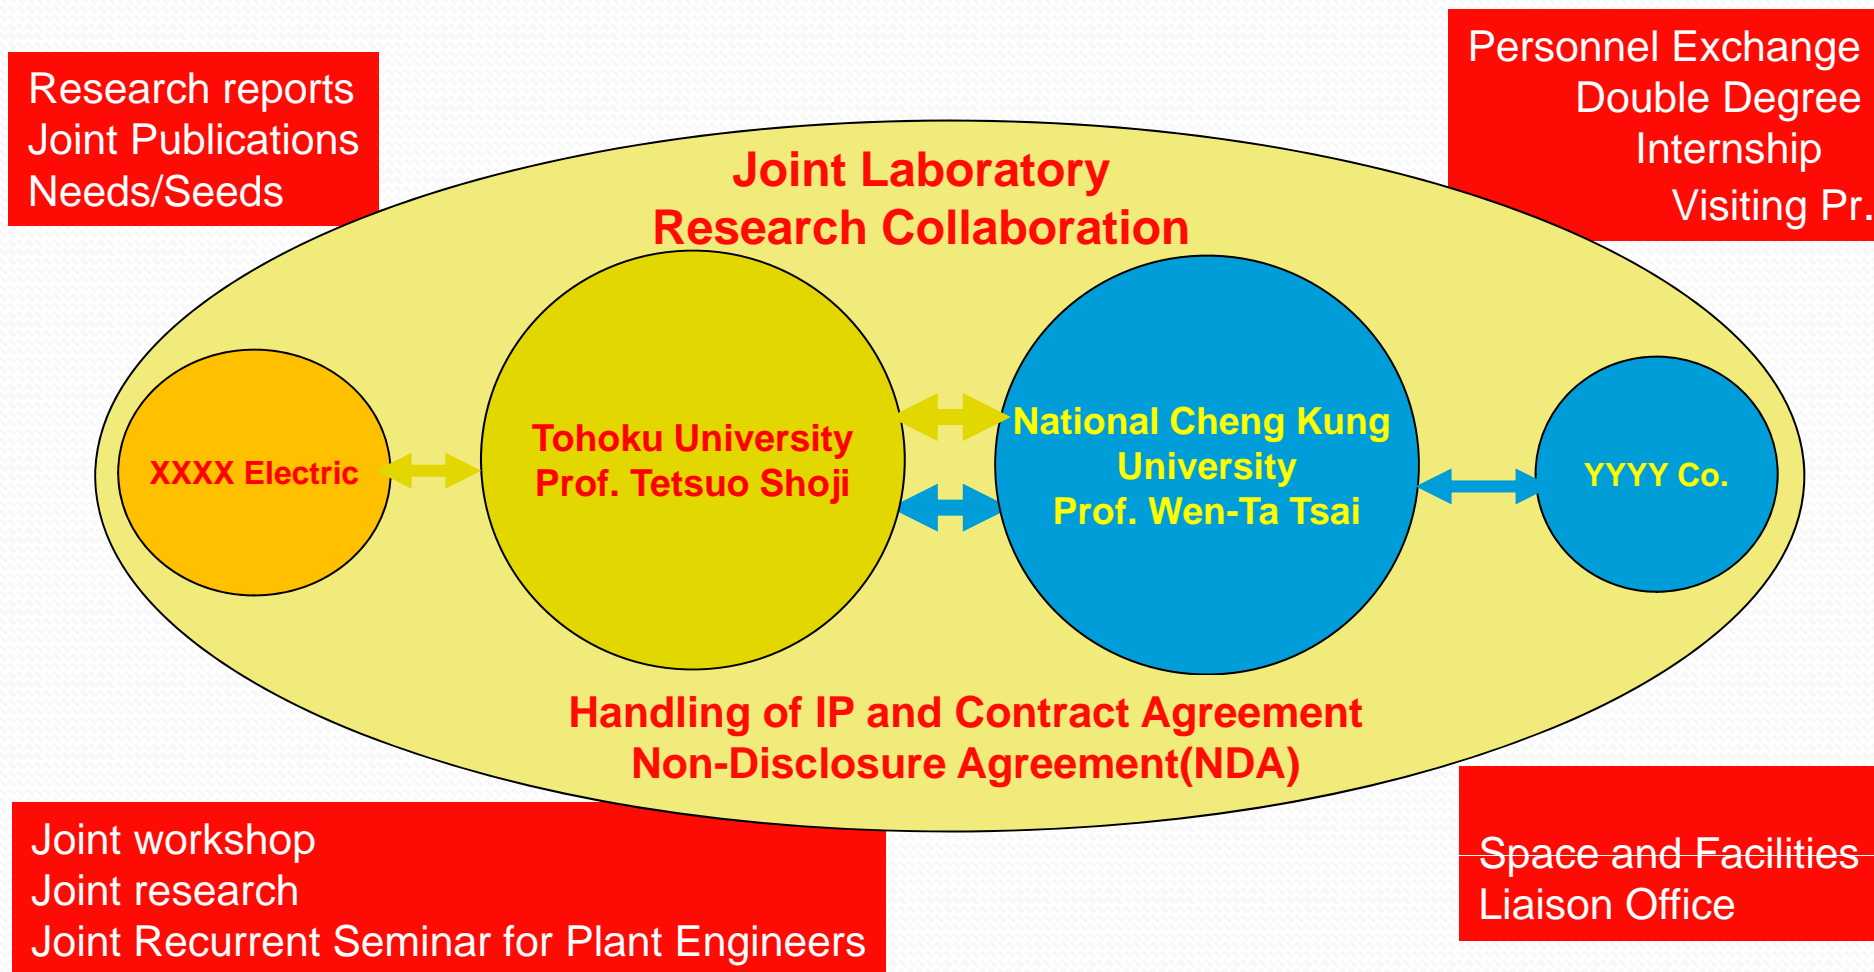 Research reports
Joint Publications
Needs/Seeds
Personnel Exchange
Double Degree
Internship
Visiting Pr.
Joint Laboratory
Research Collaboration
XXXX Electric
Tohoku University
Prof. Tetsuo Shoji
National Cheng Kung
University
Prof. Wen-Ta Tsai
YYYY Co.
Handling of IP and Contract Agreement
Non-Disclosure Agreement(NDA)
Joint workshop
Joint research
Joint Recurrent Seminar for Plant Engineers
Space and Facilities
Liaison Office